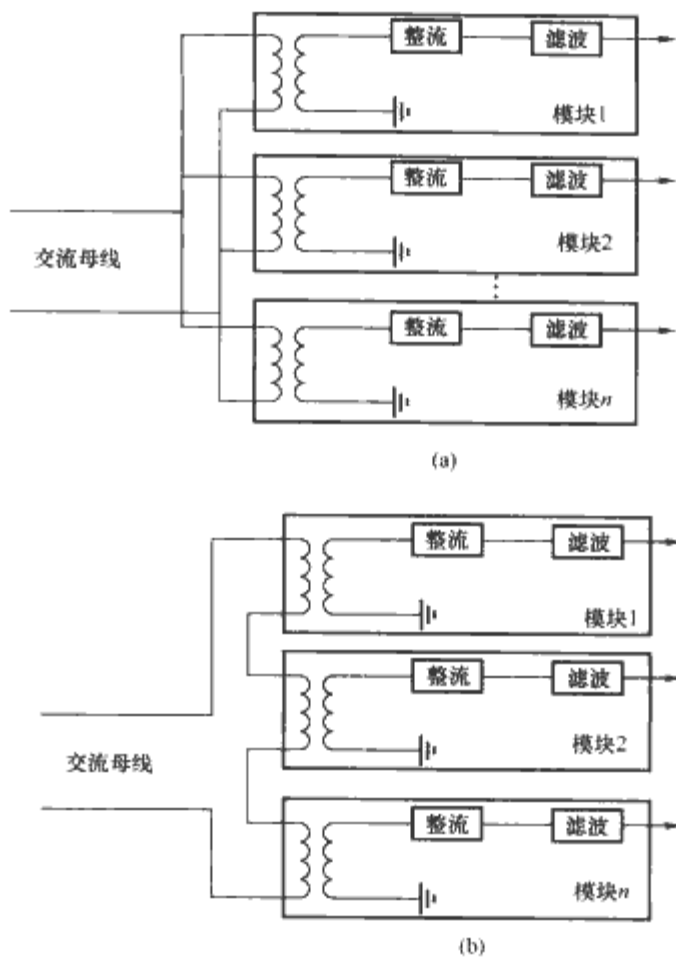 整流 滤波
模块1
整流 滤波
模块2
交流母线
整流 滤波
模块n
(a)
整流 滤波
模块1
整流 滤波
模块2
交流母线
整流 滤波
模块n
(b)